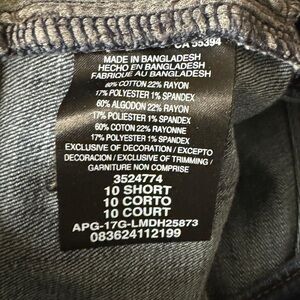 CA 55394
MADE IN BANGLADESH
HECHO EN BANGLADESH
FABRIQUÉ AU BANGLADESH
60% COTTON 22% RAYON
17% POLYESTER 1% SPANDEX
60% ALGODON 22% RAYON
17% POLIESTER 1% SPANDEX
60% COTON 22% RAYONNE
17% POLYESTER 1% SPANDEX
EXCLUSIVE OF DECORATION / EXCEPTO
DECORACION / EXCLUSIVE OF TRIMMING /
GARNITURE NON COMPRISE
3524774
10 SHORT
10 CORTO
10 COURT
APG-17G-LMDH25873
083624112199